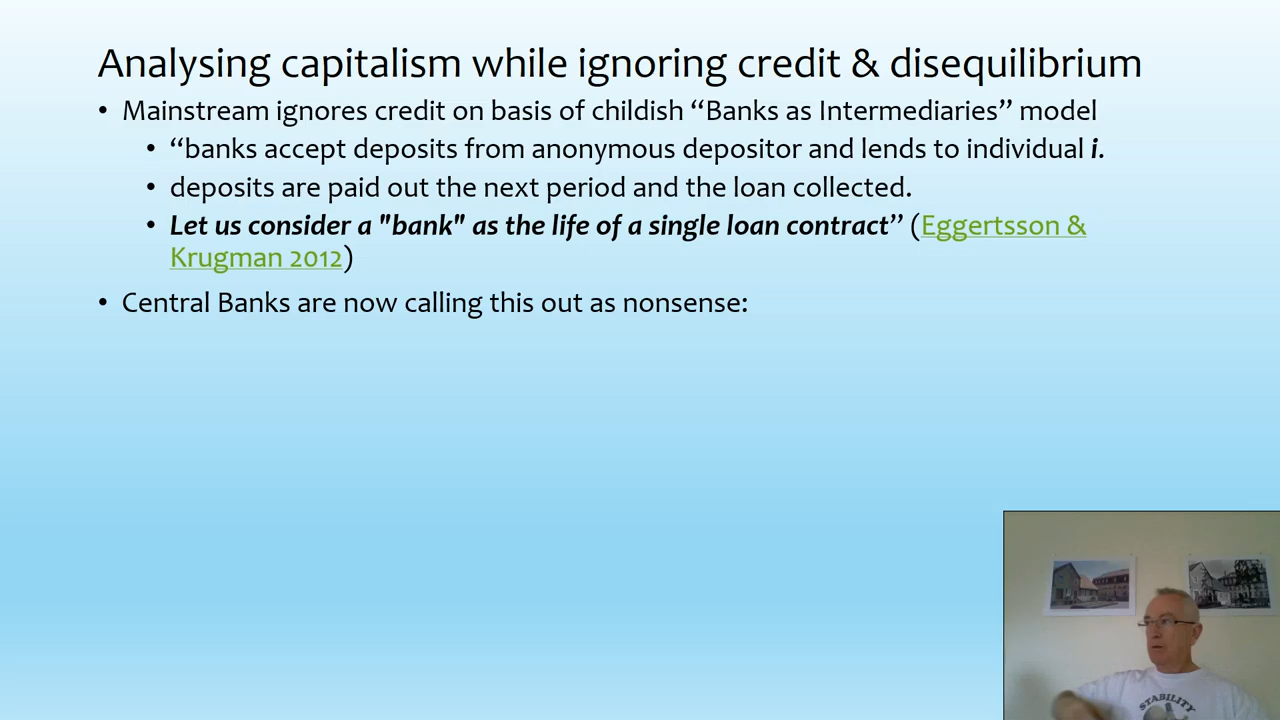 Analysing capitalism while ignoring credit & disequilibrium
• Mainstream ignores credit on basis of childish “Banks as Intermediaries” model
• “banks accept deposits from anonymous depositor and lends to individual i.
• deposits are paid out the next period and the loan collected.
• Let us consider a "bank" as the life of a single loan contract” (Eggertsson &
Krugman 2012)
• Central Banks are now calling this out as nonsense:
STABILITY